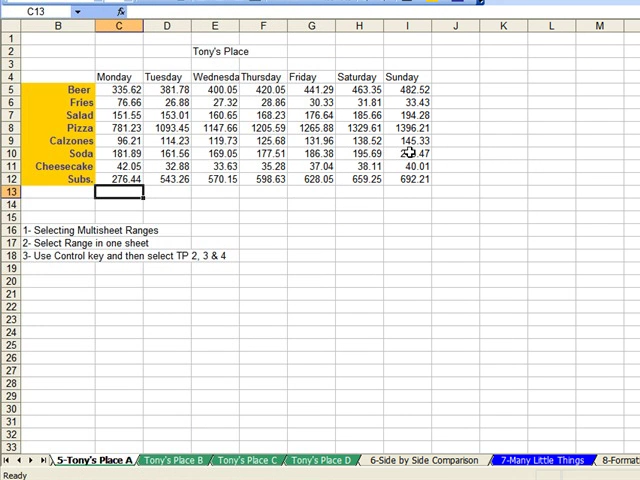 C13 fx
B C D E F G H I J K L M
1
2 Tony's Place
3
4 Monday Tuesday Wednesda Thursday Friday Saturday Sunday
5 Beer 335.62 381.78 400.05 420.05 441.29 463.35 482.52
6 Fries 76.66 26.88 27.32 28.86 30.33 31.81 33.43
7 Salad 151.55 153.01 160.65 168.23 176.64 185.66 194.28
8 Pizza 781.23 1093.45 1147.66 1205.59 1265.88 1329.61 1396.21
9 Calzones 96.21 114.23 119.73 125.68 131.96 138.52 145.33
10 Soda 181.89 161.56 169.05 177.51 186.38 195.69
11 Cheesecake 42.05 32.88 33.63 35.28 37.04 38.11 40.01
12 Subs. 276.44 543.26 570.15 598.63 628.05 659.25 692.21
13
14
15
16 1- Selecting Multisheet Ranges
17 2- Select Range in one sheet
18 3- Use Control key and then select TP 2, 3 & 4
19
20
21
22
23
24
25
26
27
28
29
30
31
32
33
5-Tony's Place A Tony's Place B Tony's Place C Tony's Place D 6-Side by Side Comparison 7-Many Little Things 8-Format
Ready